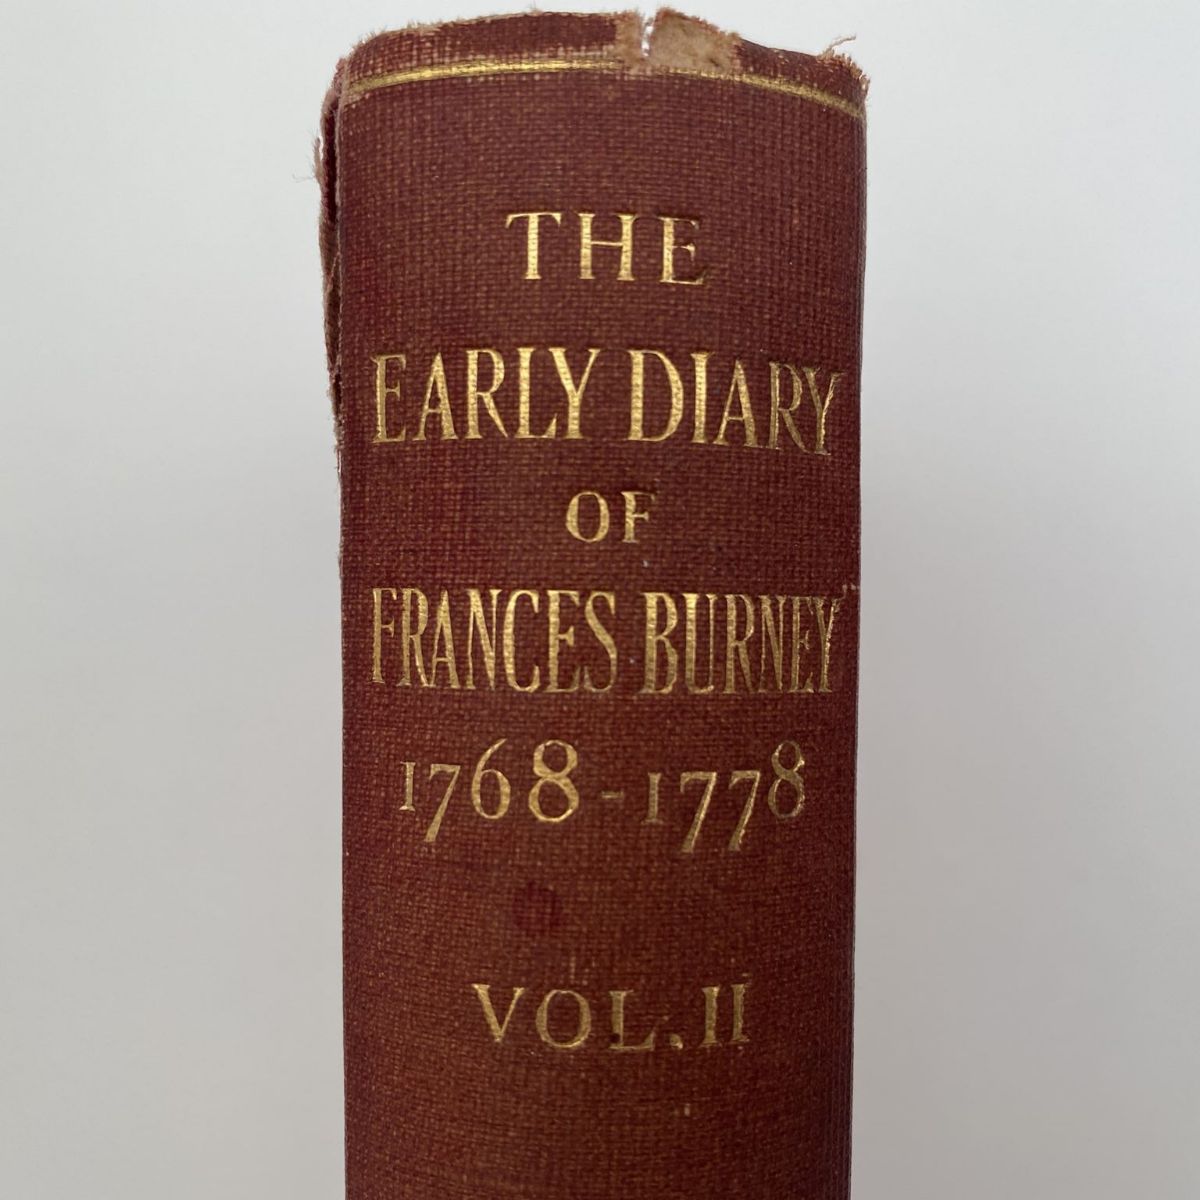 THE
EARLY DIARY
OF
FRANCES BURNEY
1768-1778
VOL. II